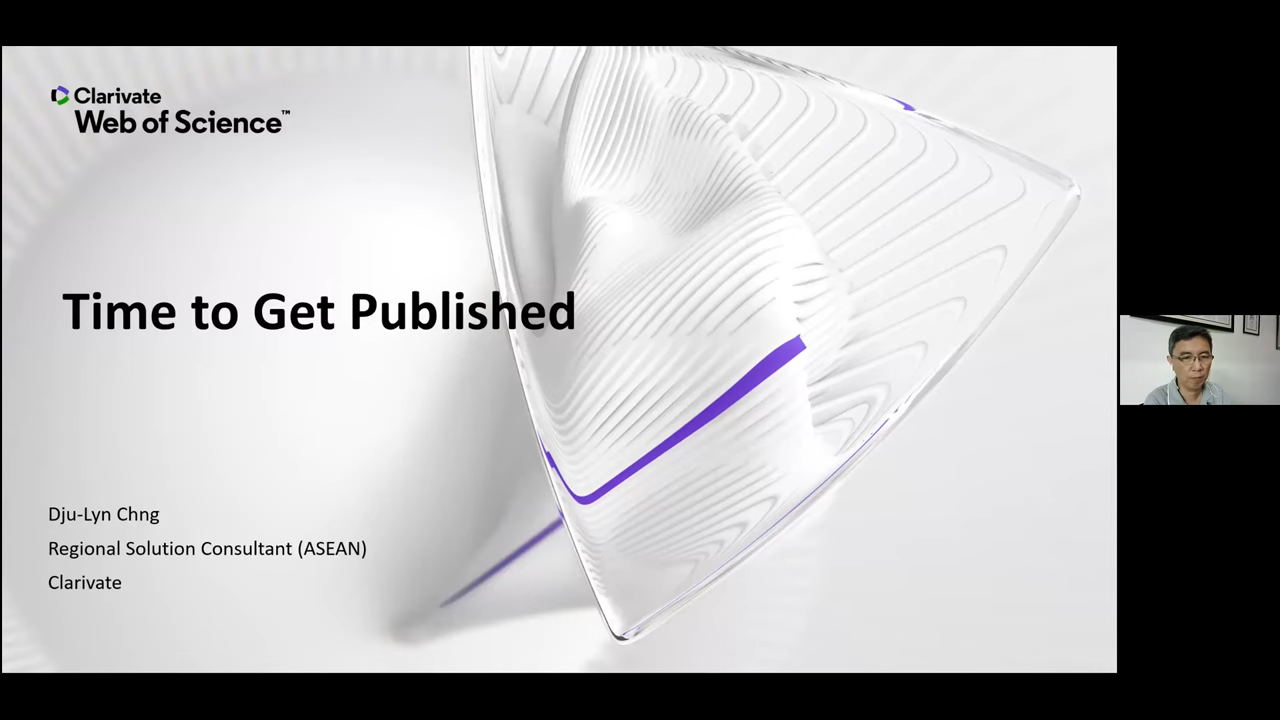 Clarivate
Web of Science™
Time to Get Published
Dju-Lyn Chng
Regional Solution Consultant (ASEAN)
Clarivate